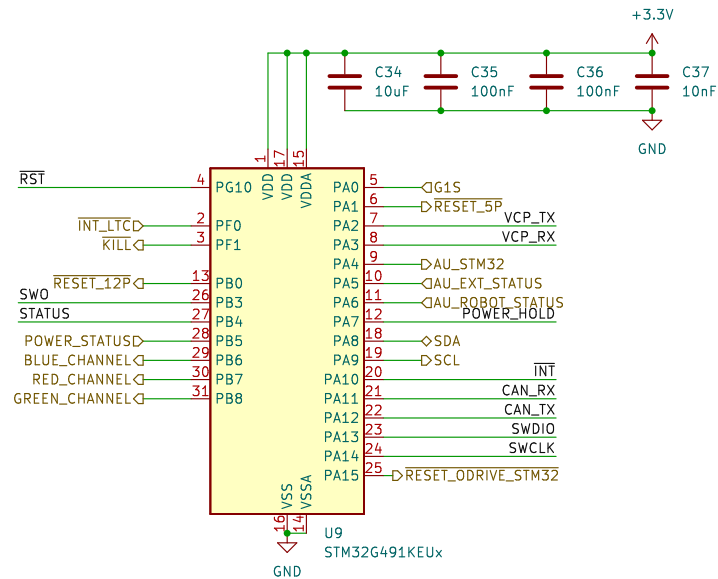 +3.3V
C34
10uF
C35
100nF
C36
100nF
C37
10nF
GND
1
17
15
VDD
VDD
VDDA
RST
4
PG10
PA0
5
G1S
PA1
6
RESET_5P
INT_LTC
2
PF0
PA2
7
VCP_TX
KILL
3
PF1
PA3
8
VCP_RX
PA4
9
AU_STM32
RESET_12P
13
PB0
PA5
10
AU_EXT_STATUS
SWO
26
PB3
PA6
11
AU_ROBOT_STATUS
STATUS
27
PB4
PA7
12
POWER_HOLD
POWER_STATUS
28
PB5
PA8
18
SDA
BLUE_CHANNEL
29
PB6
PA9
19
SCL
RED_CHANNEL
30
PB7
PA10
20
INT
GREEN_CHANNEL
31
PB8
PA11
21
CAN_RX
PA12
22
CAN_TX
PA13
23
SWDIO
PA14
24
SWCLK
PA15
25
RESET_ODRIVE_STM32
VSS
VSSA
16
14
U9
STM32G491KEUx
GND